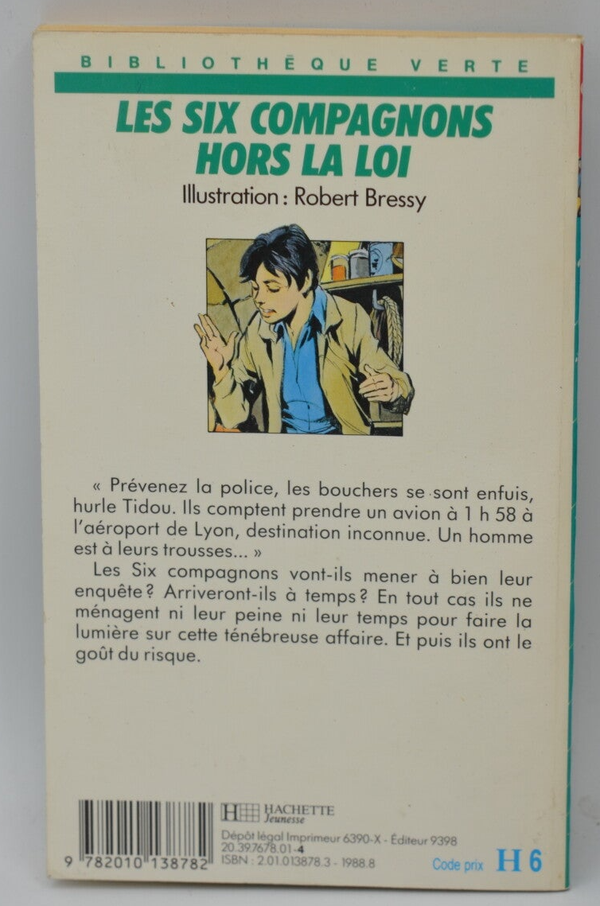 BIBLIOTHÈQUE VERTE
LES SIX COMPAGNONS
HORS LA LOI
Illustration : Robert Bressy
« Prévenez la police, les bouchers se sont enfuis,
hurle Tidou. Ils comptent prendre un avion à 1 h 58 à
l'aéroport de Lyon, destination inconnue. Un homme
est à leurs trousses... »
Les Six compagnons vont-ils mener à bien leur
enquête ? Arriveront-ils à temps ? En tout cas ils ne
ménagent ni leur peine ni leur temps pour faire la
lumière sur cette ténébreuse affaire. Et puis ils ont le
goût du risque.
H HACHETTE
Jeunesse
Dépôt légal Imprimeur 6390-X - Éditeur 9398
20.39.7678.01-4
ISBN : 2.01.013878.3 - 1988.8
9 782010 138782
Code prix H 6